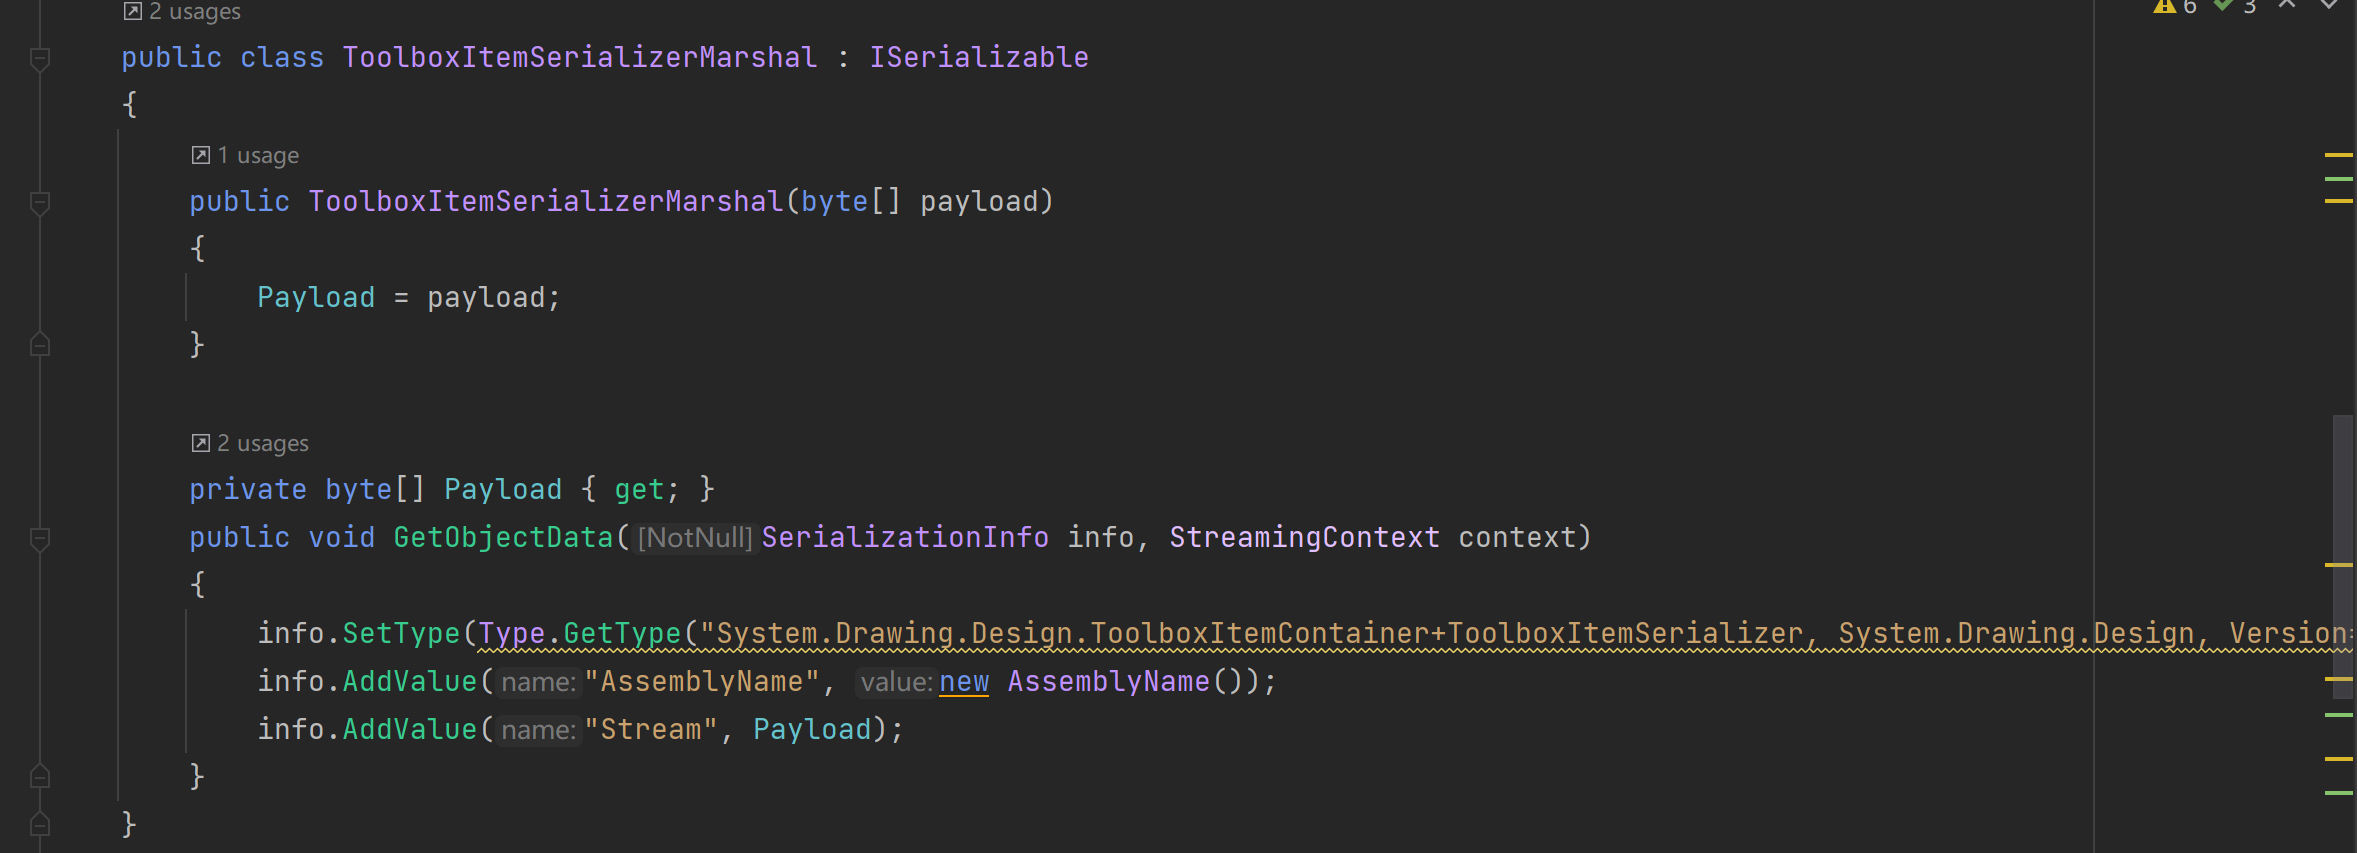 2 usages
6 3
public class ToolboxItemSerializerMarshal : ISerializable
{
1 usage
public ToolboxItemSerializerMarshal(byte[] payload)
{
Payload = payload;
}
2 usages
private byte[] Payload { get; }
public void GetObjectData([NotNull]SerializationInfo info, StreamingContext context)
{
info.SetType(Type.GetType("System.Drawing.Design.ToolboxItemContainer+ToolboxItemSerializer, System.Drawing.Design, Version=
info.AddValue(name:"AssemblyName", value:new AssemblyName());
info.AddValue(name:"Stream", Payload);
}
}